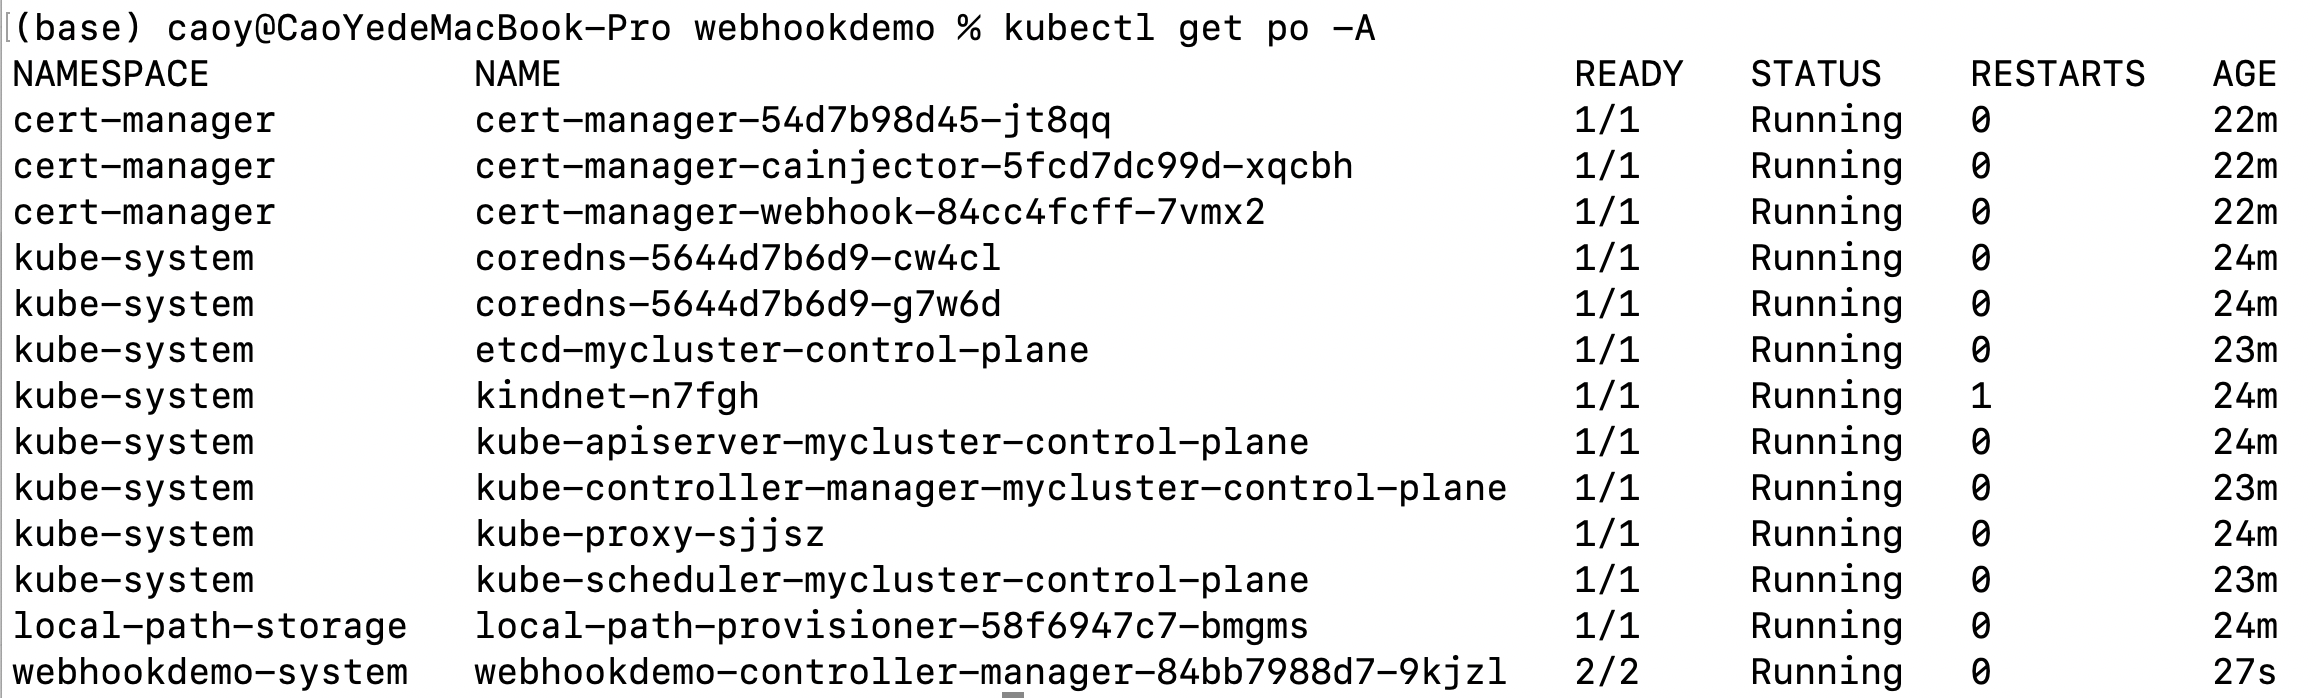 (base) caoy@CaoYedeMacBook-Pro webhookdemo % kubectl get po -A
NAMESPACE NAME READY STATUS RESTARTS AGE
cert-manager cert-manager-54d7b98d45-jt8qq 1/1 Running 0 22m
cert-manager cert-manager-cainjector-5fcd7dc99d-xqcbh 1/1 Running 0 22m
cert-manager cert-manager-webhook-84cc4fcff-7vmx2 1/1 Running 0 22m
kube-system coredns-5644d7b6d9-cw4cl 1/1 Running 0 24m
kube-system coredns-5644d7b6d9-g7w6d 1/1 Running 0 24m
kube-system etcd-mycluster-control-plane 1/1 Running 0 23m
kube-system kindnet-n7fgh 1/1 Running 1 24m
kube-system kube-apiserver-mycluster-control-plane 1/1 Running 0 24m
kube-system kube-controller-manager-mycluster-control-plane 1/1 Running 0 23m
kube-system kube-proxy-sjjsz 1/1 Running 0 24m
kube-system kube-scheduler-mycluster-control-plane 1/1 Running 0 23m
local-path-storage local-path-provisioner-58f6947c7-bmgms 1/1 Running 0 24m
webhookdemo-system webhookdemo-controller-manager-84bb7988d7-9kjzl 2/2 Running 0 27s